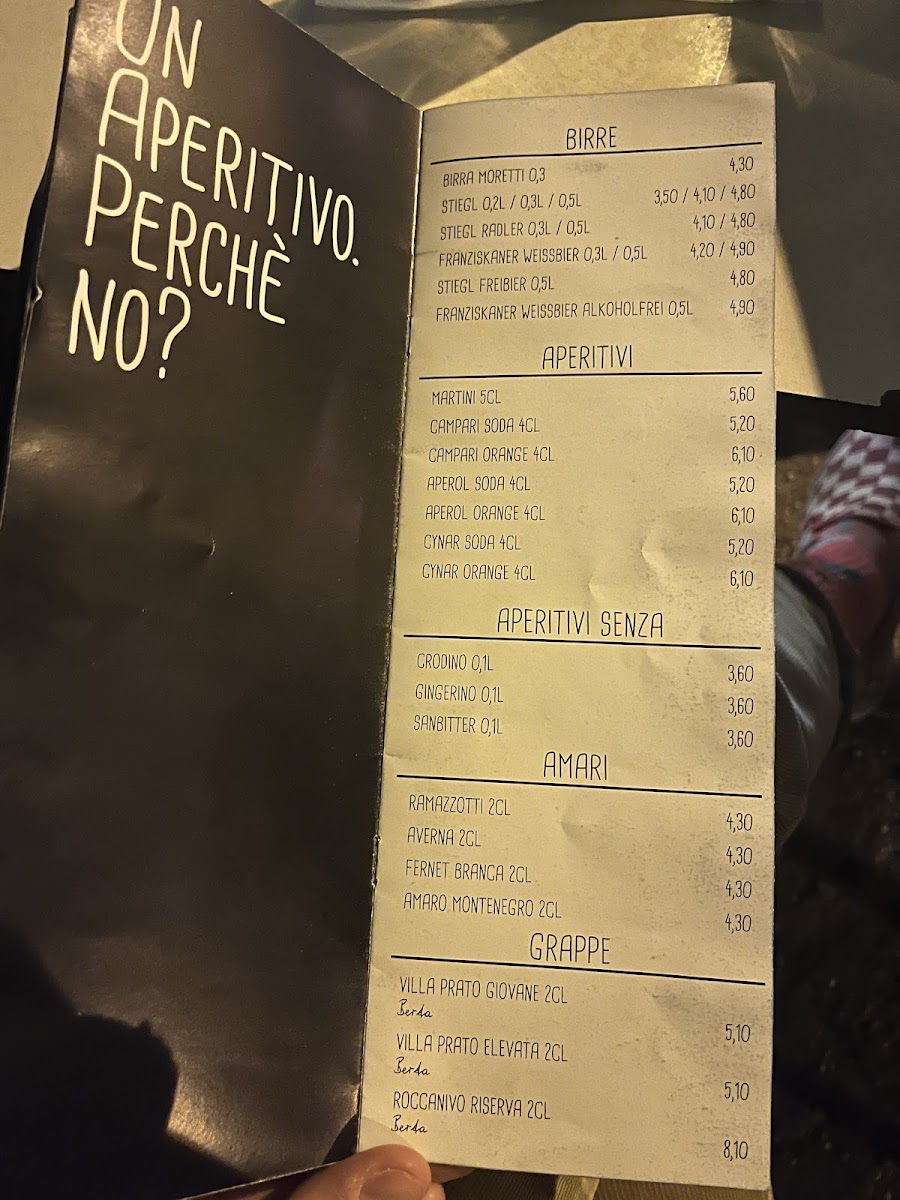 UN
APERITIVO.
PERCHÈ
NO?
BIRRE
BIRRA MORETTI 0,3 4,30
STIEGL 0,2L / 0,3L / 0,5L 3,50 / 4,10 / 4,80
STIEGL RADLER 0,3L / 0,5L 4,10 / 4,80
FRANZISKANER WEISSBIER 0,3L / 0,5L 4,20 / 4,90
STIEGL FREIBIER 0,5L 4,80
FRANZISKANER WEISSBIER ALKOHOLFREI 0,5L 4,90
APERITIVI
MARTINI 5CL 5,60
CAMPARI SODA 4CL 5,20
CAMPARI ORANGE 4CL 6,10
APEROL SODA 4CL 5,20
APEROL ORANGE 4CL 6,10
CYNAR SODA 4CL 5,20
CYNAR ORANGE 4CL 6,10
APERITIVI SENZA
CRODINO 0,1L 3,60
GINGERINO 0,1L 3,60
SANBITTER 0,1L 3,60
AMARI
RAMAZZOTTI 2CL 4,30
AVERNA 2CL 4,30
FERNET BRANCA 2CL 4,30
AMARO MONTENEGRO 2CL 4,30
GRAPPE
VILLA PRATO GIOVANE 2CL 5,10
Berta
VILLA PRATO ELEVATA 2CL 5,10
Berta
ROCCANIVO RISERVA 2CL 8,10
Berta